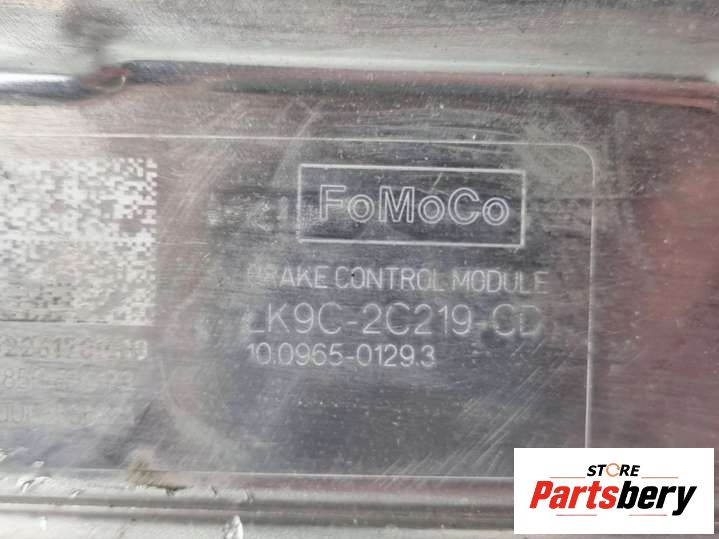 FoMoCo
BRAKE CONTROL MODULE
LK9C-2C219-CD
10.0965-0129.3
STORE
Partsbery